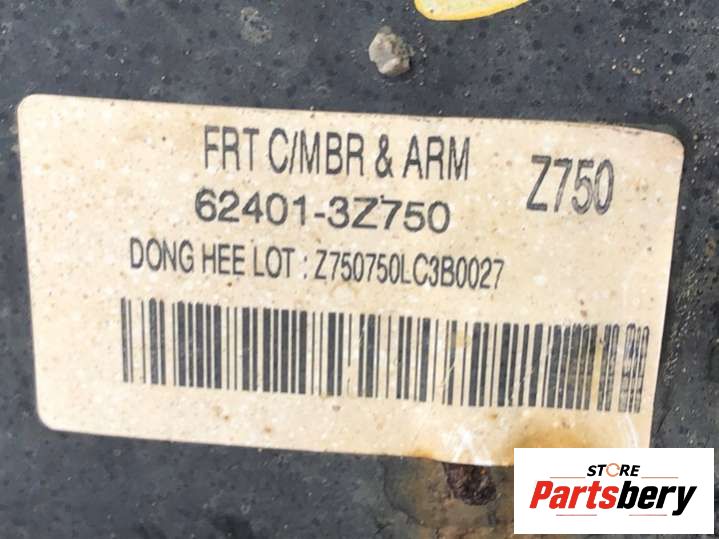 FRT C/MBR & ARM
Z750
62401-3Z750
DONG HEE LOT : Z750750LC3B0027
STORE
Partsbery